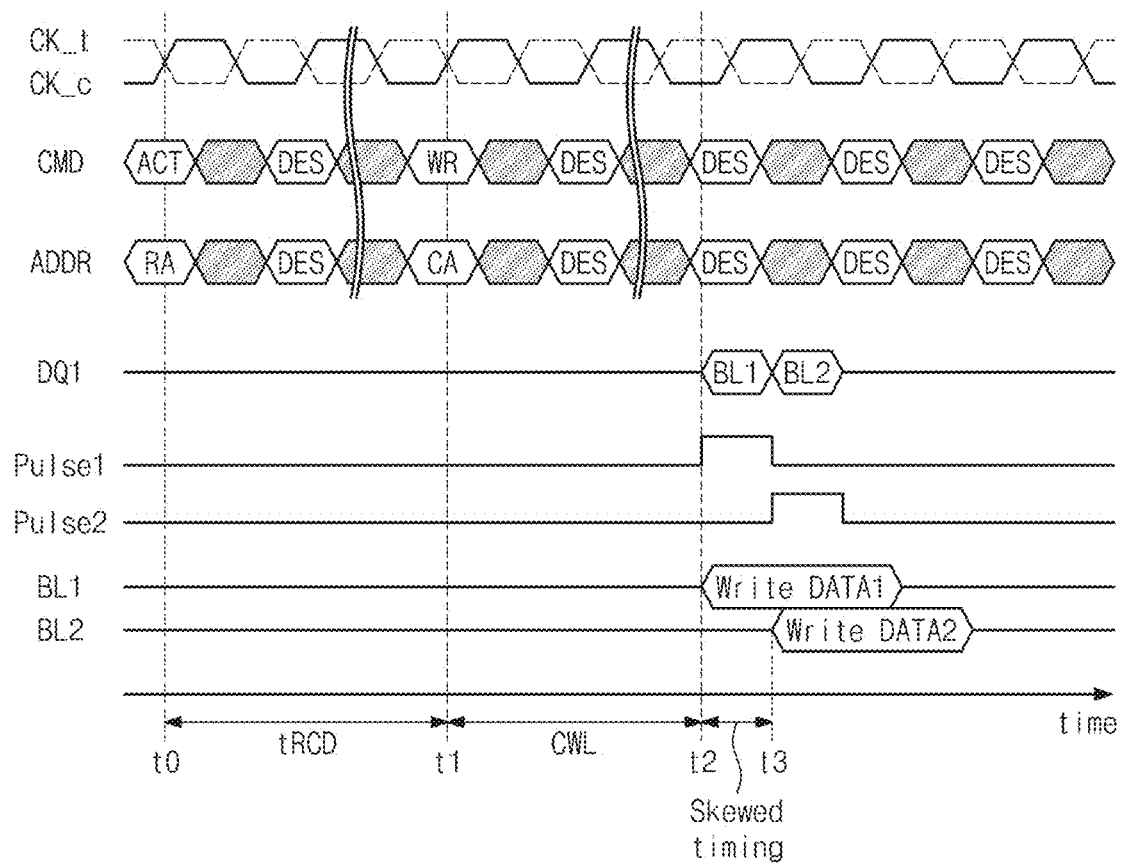 CK_t
CK_c
CMD ACT DES WR DES DES DES DES
ADDR RA DES CA DES DES DES DES
DQ1 BL1 BL2
Pulse1
Pulse2
BL1 Write DATA1
BL2 Write DATA2
time
tRCD CWL
t0 t1 t2 t3
Skewed
timing